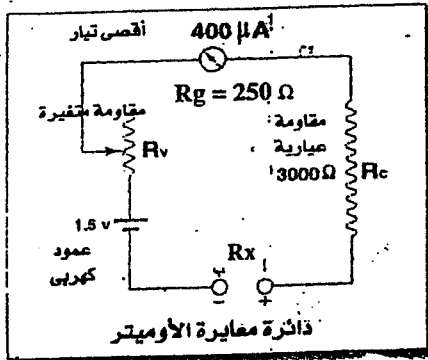 أقصى تيار 400 µA
Rg = 250 Ω
مقاومة متغيرة
Rv
مقاومة
عيارية
3000Ω Rc
1.5 v
عمود
كهربى
Rx
- +
دائرة معايرة الأوميتر